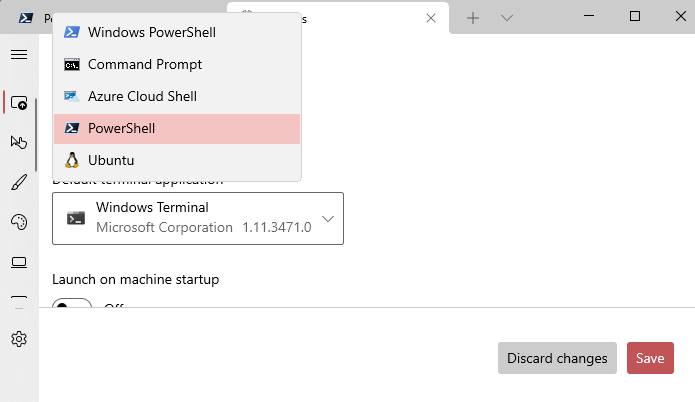 Windows PowerShell
Command Prompt
Azure Cloud Shell
PowerShell
Ubuntu
Default terminal application
Windows Terminal
Microsoft Corporation 1.11.3471.0
Launch on machine startup
Off
Discard changes
Save